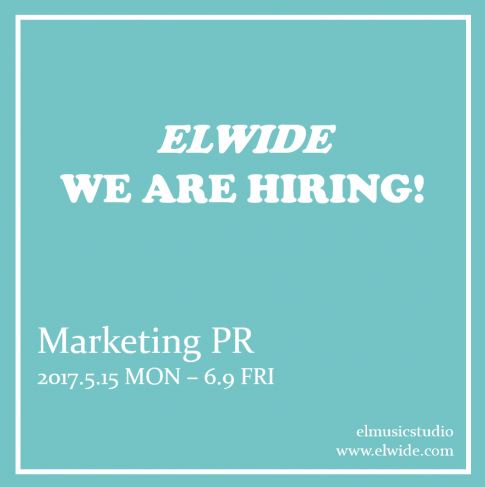 ELWIDE
WE ARE HIRING!
Marketing PR
2017.5.15 MON – 6.9 FRI
elmusicstudio
www.elwide.com